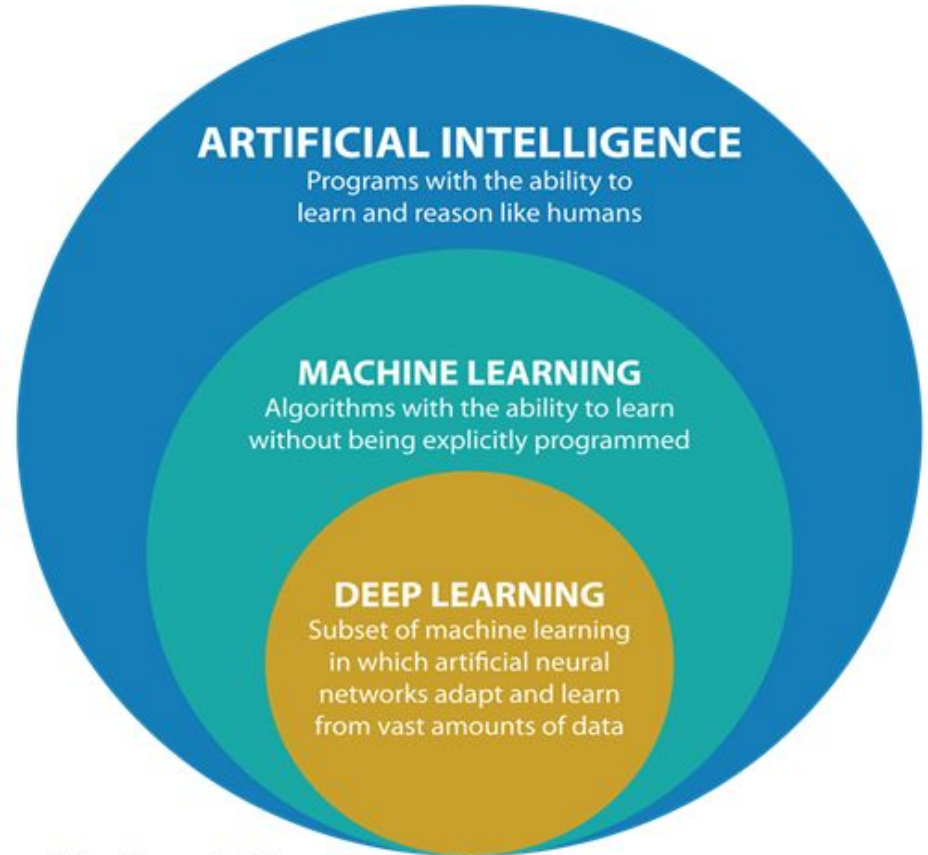 ARTIFICIAL INTELLIGENCE
Programs with the ability to
learn and reason like humans
MACHINE LEARNING
Algorithms with the ability to learn
without being explicitly programmed
DEEP LEARNING
Subset of machine learning
in which artificial neural
networks adapt and learn
from vast amounts of data